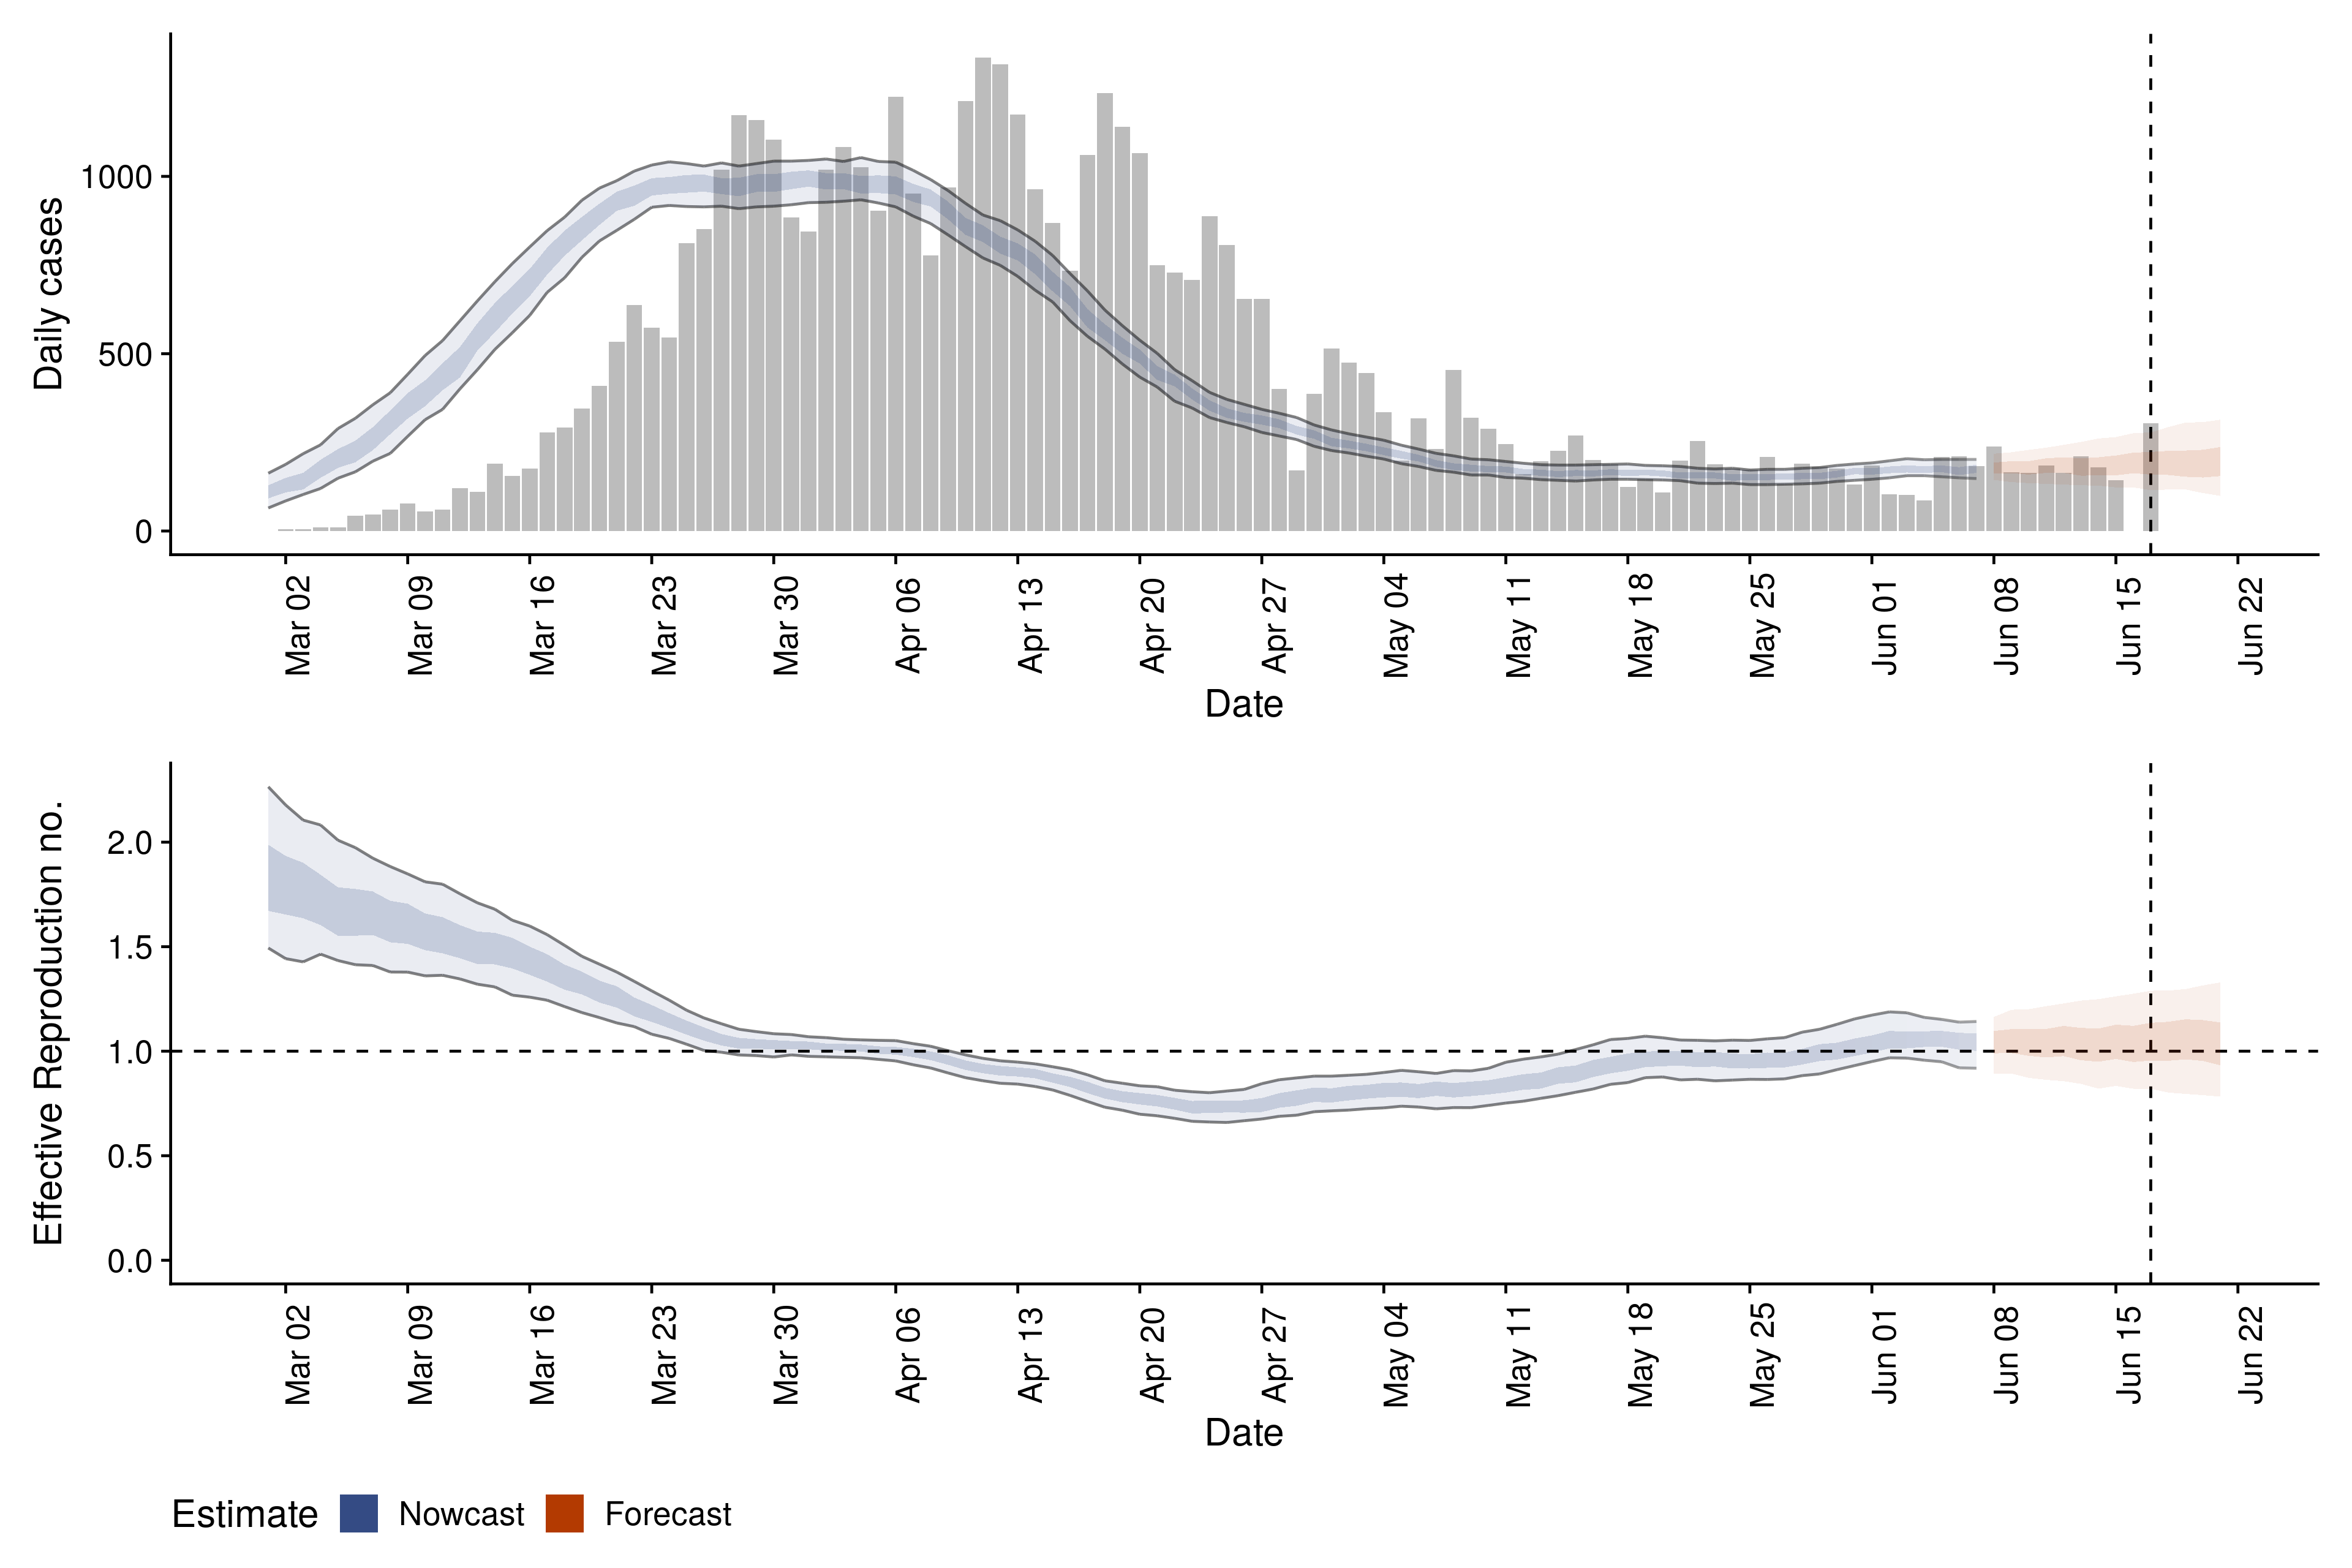 Daily cases
1000
500
0
Mar 02
Mar 09
Mar 16
Mar 23
Mar 30
Apr 06
Apr 13
Apr 20
Apr 27
May 04
May 11
May 18
May 25
Jun 01
Jun 08
Jun 15
Jun 22
Date
Effective Reproduction no.
2.0
1.5
1.0
0.5
0.0
Mar 02
Mar 09
Mar 16
Mar 23
Mar 30
Apr 06
Apr 13
Apr 20
Apr 27
May 04
May 11
May 18
May 25
Jun 01
Jun 08
Jun 15
Jun 22
Date
Estimate Nowcast Forecast